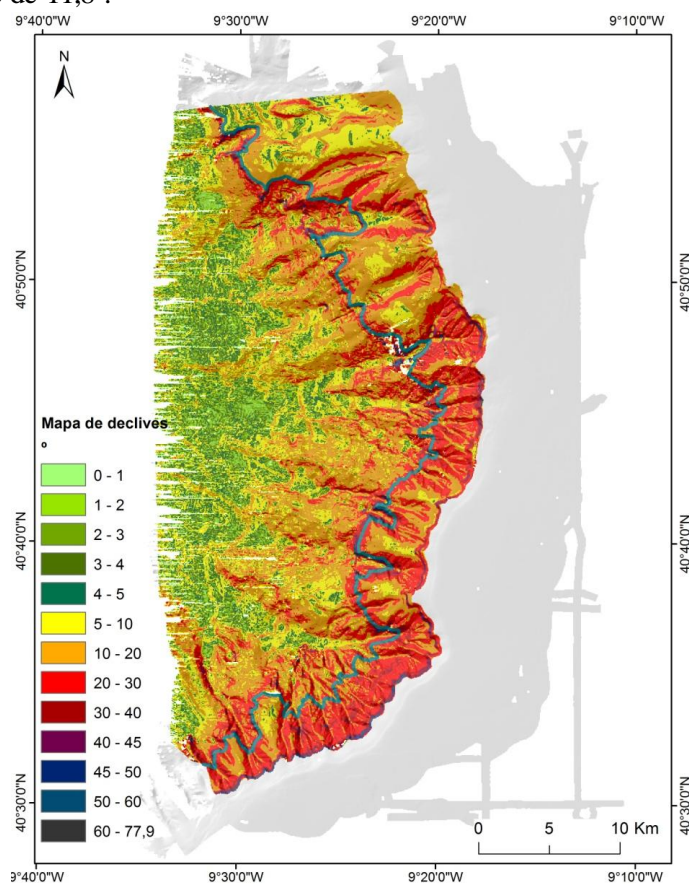 de 11,8 .
9°40'0"W 9°30'0"W 9°20'0"W 9°10'0"W
N
40°50'0"N 40°50'0"N
Mapa de declives
º
0 - 1
1 - 2
2 - 3
3 - 4
4 - 5
5 - 10
10 - 20
20 - 30
30 - 40
40 - 45
45 - 50
50 - 60
60 - 77,9
40°40'0"N 40°40'0"N
40°30'0"N 40°30'0"N
0 5 10 Km
9°40'0"W 9°30'0"W 9°20'0"W 9°10'0"W